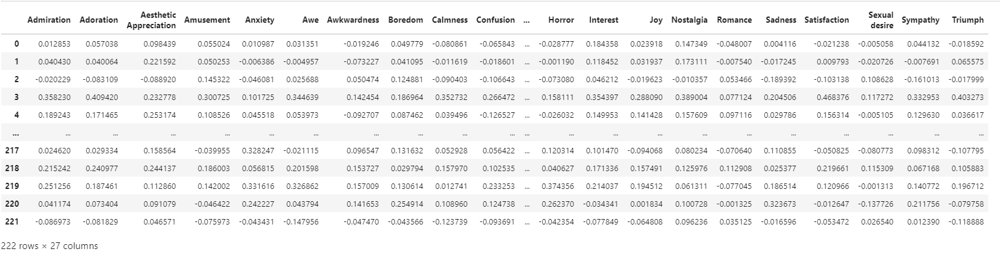 Admiration Adoration Aesthetic Appreciation Amusement Anxiety Awe Awkwardness Boredom Calmness Confusion ... Horror Interest Joy Nostalgia Romance Sadness Satisfaction Sexual desire Sympathy Triumph
0 0.012853 0.057038 0.098439 0.055024 0.010987 0.031351 -0.019246 0.049779 -0.080861 -0.065843 ... -0.028777 0.184358 0.023918 0.147349 -0.048007 0.004116 -0.021238 -0.005058 0.044132 -0.018592
1 0.040430 0.040064 0.221592 0.050253 -0.006386 -0.004957 -0.073227 0.041095 -0.011619 -0.018601 ... -0.001190 0.118452 0.031937 0.173111 -0.007540 -0.017245 0.009793 -0.020726 -0.007691 0.065575
2 -0.020229 -0.083109 -0.088920 0.145322 -0.046081 0.025688 0.050474 0.124881 -0.090403 -0.106643 ... -0.073080 0.046212 -0.019623 -0.010357 0.053466 -0.189392 -0.103138 0.108628 -0.161013 -0.017999
3 0.358230 0.409420 0.232778 0.300725 0.101725 0.344639 0.142454 0.186964 0.352732 0.266472 ... 0.158111 0.354397 0.288090 0.389004 0.077124 0.204506 0.468376 0.117272 0.332953 0.403273
4 0.189243 0.171465 0.253174 0.108526 0.045518 0.053973 -0.092707 0.087462 0.039496 -0.126527 ... -0.026032 0.149953 0.141428 0.157609 0.097116 0.029786 0.156314 -0.005105 0.129630 0.036617
... ... ... ... ... ... ... ... ... ... ... ... ... ... ... ... ... ... ... ... ... ...
217 0.024620 0.029334 0.158564 -0.039955 0.328247 -0.021115 0.096547 0.131632 0.052928 0.056422 ... 0.120314 0.101470 -0.094068 0.080234 -0.070640 0.110855 -0.050825 -0.080773 0.098312 -0.107795
218 0.215242 0.240977 0.244137 0.186003 0.056815 0.201598 0.153727 0.029794 0.157970 0.102535 ... 0.040627 0.171336 0.157491 0.125976 0.112908 0.025377 0.219661 0.115309 0.067168 0.105883
219 0.251256 0.187461 0.112860 0.142002 0.331616 0.326862 0.157009 0.130614 0.012741 0.233253 ... 0.374356 0.214037 0.194512 0.061311 -0.077045 0.186514 0.120966 -0.001313 0.140772 0.196712
220 0.041174 0.073404 0.091079 -0.046422 0.242227 0.043794 0.141653 0.254914 0.108960 0.124738 ... 0.262370 -0.034341 0.001834 0.100728 -0.001325 0.323673 -0.012647 -0.137726 0.211756 -0.079758
221 -0.086973 -0.081829 0.046571 -0.075973 -0.043431 -0.147956 -0.047470 -0.043566 -0.123739 -0.093691 ... -0.042354 -0.077849 -0.064808 0.096236 0.035125 -0.016596 -0.053472 0.026540 0.012390 -0.118888
222 rows × 27 columns